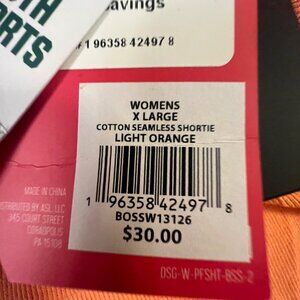 #1 96358 42497 8
WOMENS
X LARGE
COTTON SEAMLESS SHORTIE
LIGHT ORANGE
1 96358 42497 8
BOSSW13126
$30.00
MADE IN CHINA
DISTRIBUTED BY ASL, LLC
345 COURT STREET
CORAOPOLIS
PA 15108
DSG-W-PFSHT-BSS-2